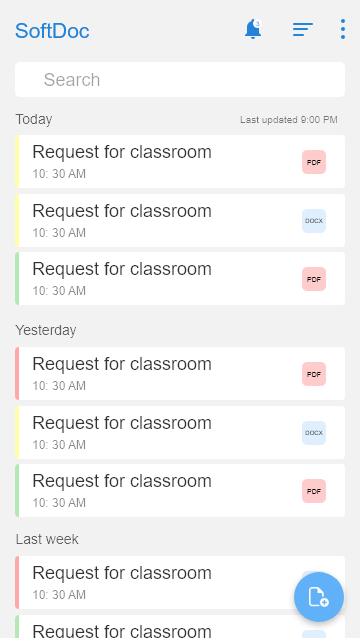 SoftDoc
3
Search
Today
Last updated 9:00 PM
Request for classroom
10: 30 AM
PDF
Request for classroom
10: 30 AM
DOCX
Request for classroom
10: 30 AM
PDF
Yesterday
Request for classroom
10: 30 AM
PDF
Request for classroom
10: 30 AM
DOCX
Request for classroom
10: 30 AM
PDF
Last week
Request for classroom
10: 30 AM
Request for classroom